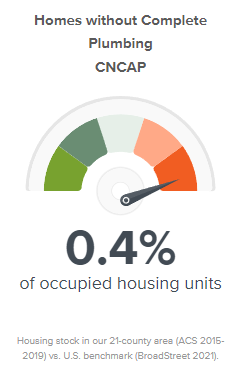 Homes without Complete
Plumbing
CNCAP
0.4%
of occupied housing units
Housing stock in our 21-county area (ACS 2015-
2019) vs. U.S. benchmark (BroadStreet 2021).